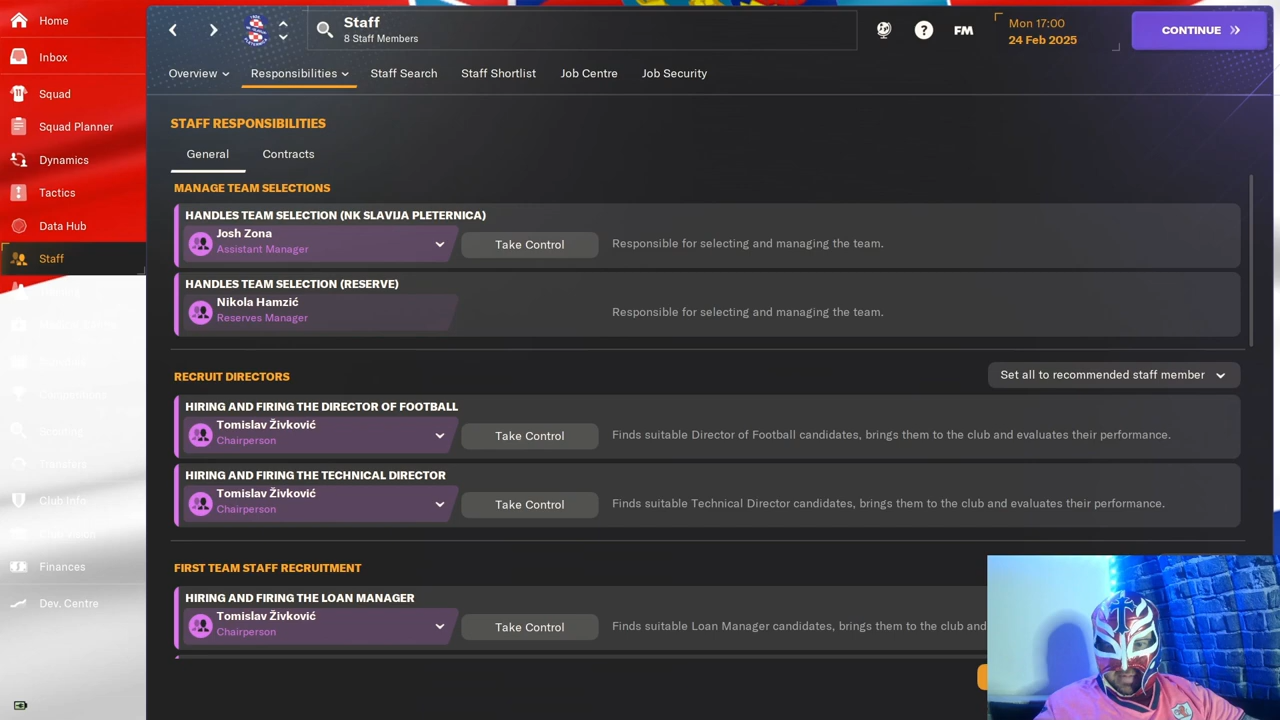 Home
Inbox
Squad
Squad Planner
Dynamics
Tactics
Data Hub
Staff
Scouting
Transfers
Club Info
Club Vision
Finances
Dev. Centre
Staff
8 Staff Members
FM
Mon 17:00
24 Feb 2025
CONTINUE
Overview
Responsibilities
Staff Search
Staff Shortlist
Job Centre
Job Security
STAFF RESPONSIBILITIES
General
Contracts
MANAGE TEAM SELECTIONS
HANDLES TEAM SELECTION (NK SLAVIJA PLETERNICA)
Josh Zona
Assistant Manager
Take Control
Responsible for selecting and managing the team.
HANDLES TEAM SELECTION (RESERVE)
Nikola Hamzić
Reserves Manager
Responsible for selecting and managing the team.
RECRUIT DIRECTORS
Set all to recommended staff member
HIRING AND FIRING THE DIRECTOR OF FOOTBALL
Tomislav Živković
Chairperson
Take Control
Finds suitable Director of Football candidates, brings them to the club and evaluates their performance.
HIRING AND FIRING THE TECHNICAL DIRECTOR
Tomislav Živković
Chairperson
Take Control
Finds suitable Technical Director candidates, brings them to the club and evaluates their performance.
FIRST TEAM STAFF RECRUITMENT
HIRING AND FIRING THE LOAN MANAGER
Tomislav Živković
Chairperson
Take Control
Finds suitable Loan Manager candidates, brings them to the club and